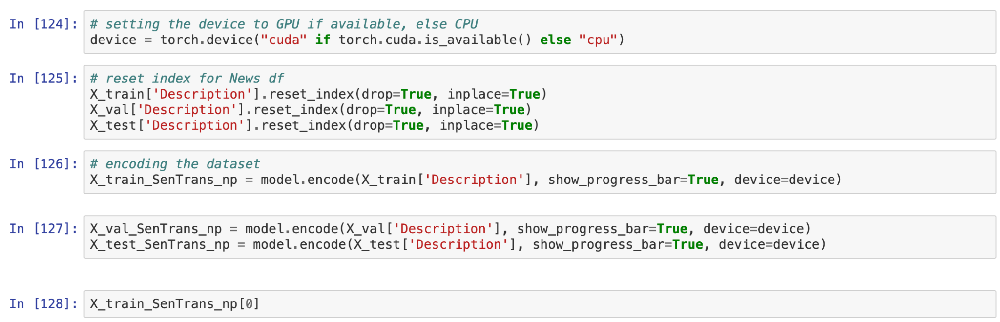 In [124]: # setting the device to GPU if available, else CPU
device = torch.device("cuda" if torch.cuda.is_available() else "cpu")
In [125]: # reset index for News df
X_train['Description'].reset_index(drop=True, inplace=True)
X_val['Description'].reset_index(drop=True, inplace=True)
X_test['Description'].reset_index(drop=True, inplace=True)
In [126]: # encoding the dataset
X_train_SenTrans_np = model.encode(X_train['Description'], show_progress_bar=True, device=device)
In [127]: X_val_SenTrans_np = model.encode(X_val['Description'], show_progress_bar=True, device=device)
X_test_SenTrans_np = model.encode(X_test['Description'], show_progress_bar=True, device=device)
In [128]: X_train_SenTrans_np[0]